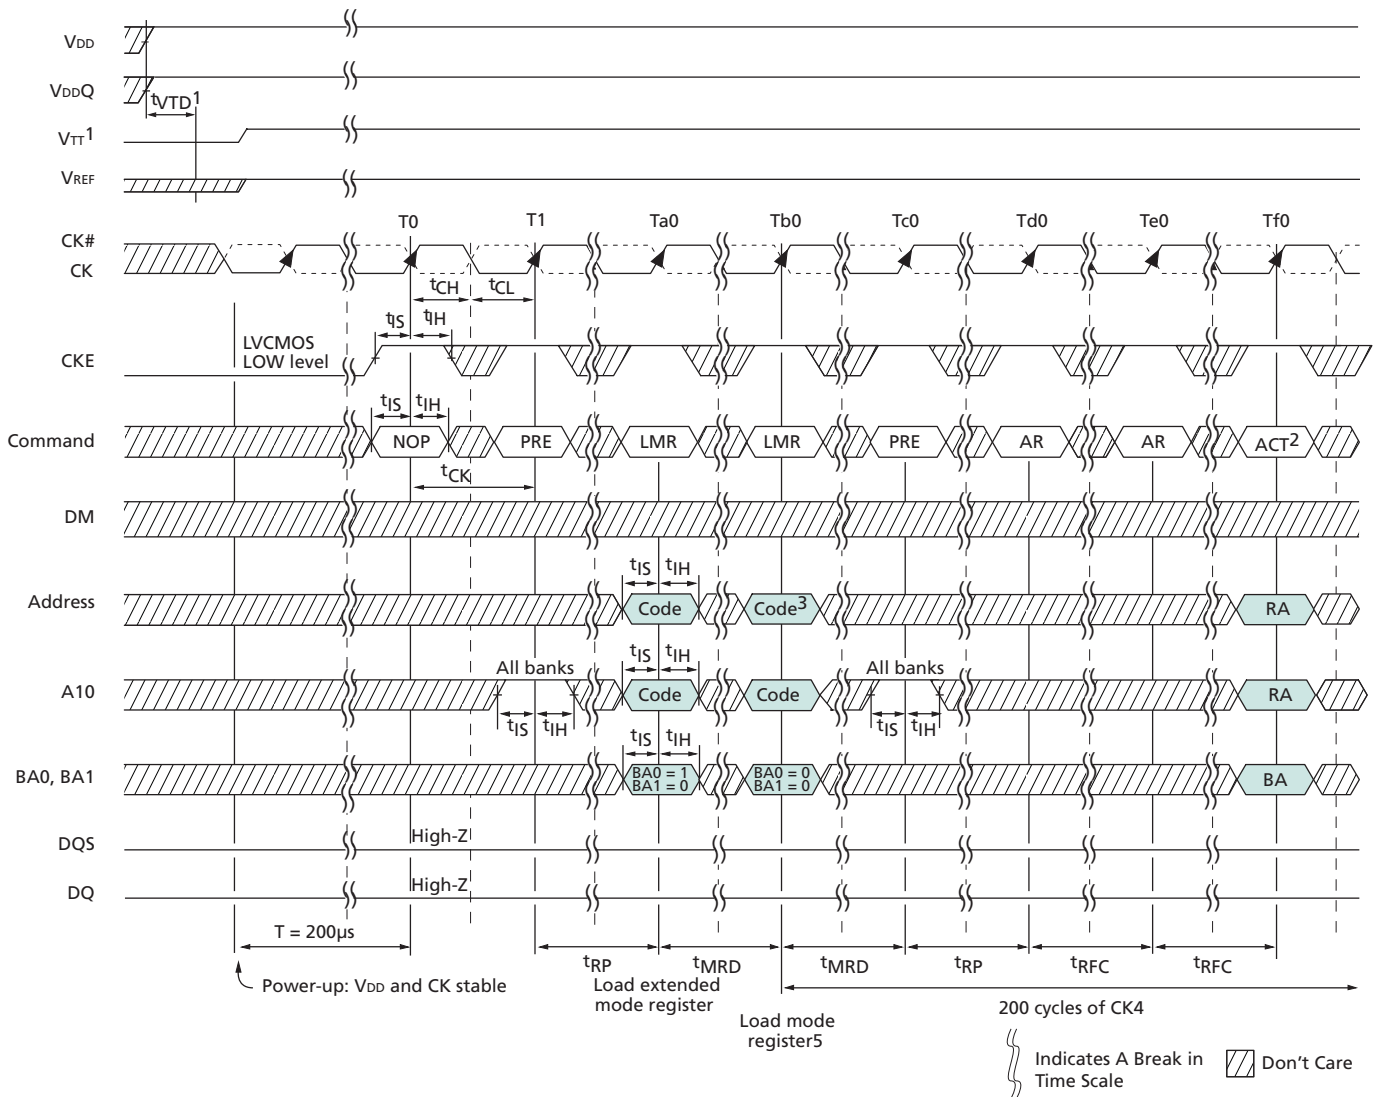 VDD
VDDQ
tVTD1
VTT1
VREF
T0 T1 Ta0 Tb0 Tc0 Td0 Te0 Tf0
CK#
CK
tCH tCL
tIS tIH
LVCMOS
LOW level
CKE
tIS tIH
Command NOP PRE LMR LMR PRE AR AR ACT2
tCK
DM
tIS tIH
Address Code Code3 RA
All banks tIS tIH All banks
A10 Code Code RA
tIS tIH tIS tIH
tIS tIH
BA0, BA1 BA0 = 1 BA0 = 0 BA
BA1 = 0 BA1 = 0
DQS High-Z
DQ High-Z
T = 200µs
tRP tMRD tMRD tRP tRFC tRFC
Power-up: VDD and CK stable
Load extended
mode register
200 cycles of CK4
Load mode
register5
Indicates A Break in
Time Scale
Don't Care